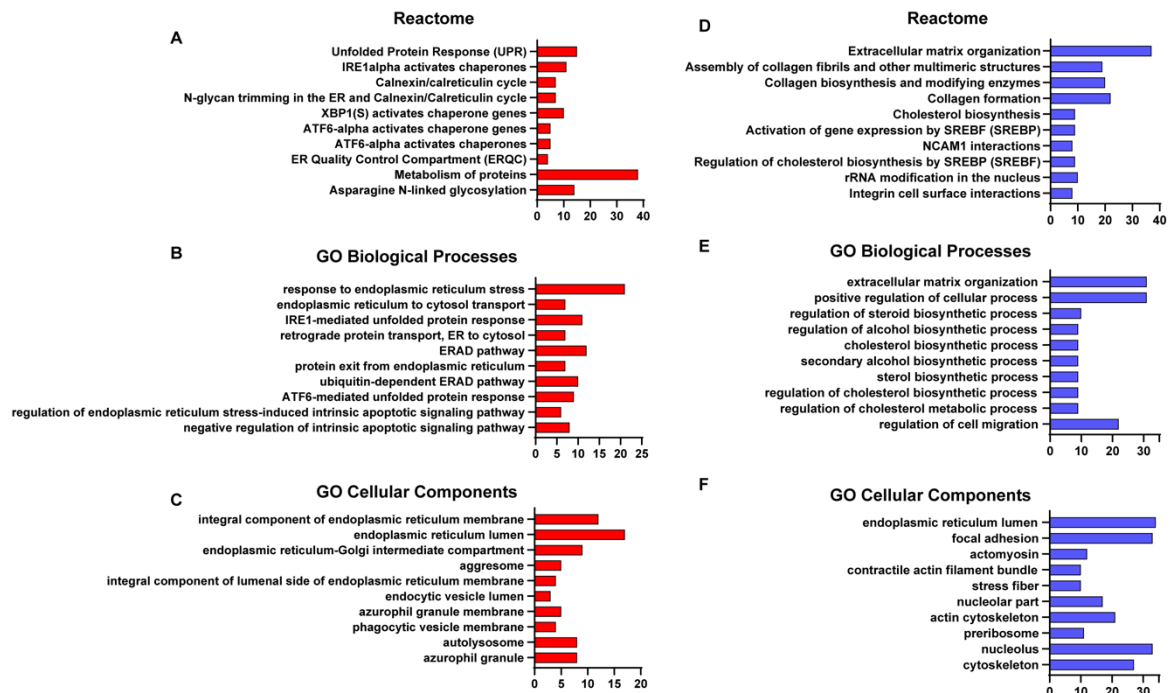 Reactome
A
Unfolded Protein Response (UPR)
IRE1alpha activates chaperones
Calnexin/calreticulin cycle
N-glycan trimming in the ER and Calnexin/Calreticulin cycle
XBP1(S) activates chaperone genes
ATF6-alpha activates chaperone genes
ATF6-alpha activates chaperones
ER Quality Control Compartment (ERQC)
Metabolism of proteins
Asparagine N-linked glycosylation
0 10 20 30 40
GO Biological Processes
B
response to endoplasmic reticulum stress
endoplasmic reticulum to cytosol transport
IRE1-mediated unfolded protein response
retrograde protein transport, ER to cytosol
ERAD pathway
protein exit from endoplasmic reticulum
ubiquitin-dependent ERAD pathway
ATF6-mediated unfolded protein response
regulation of endoplasmic reticulum stress-induced intrinsic apoptotic signaling pathway
negative regulation of intrinsic apoptotic signaling pathway
0 5 10 15 20 25
GO Cellular Components
C
integral component of endoplasmic reticulum membrane
endoplasmic reticulum lumen
endoplasmic reticulum-Golgi intermediate compartment
aggresome
integral component of lumenal side of endoplasmic reticulum membrane
endocytic vesicle lumen
azurophil granule membrane
phagocytic vesicle membrane
autolysosome
azurophil granule
0 5 10 15 20
Reactome
D
Extracellular matrix organization
Assembly of collagen fibrils and other multimeric structures
Collagen biosynthesis and modifying enzymes
Collagen formation
Cholesterol biosynthesis
Activation of gene expression by SREBF (SREBP)
NCAM1 interactions
Regulation of cholesterol biosynthesis by SREBP (SREBF)
rRNA modification in the nucleus
Integrin cell surface interactions
0 10 20 30 40
GO Biological Processes
E
extracellular matrix organization
positive regulation of cellular process
regulation of steroid biosynthetic process
regulation of alcohol biosynthetic process
cholesterol biosynthetic process
secondary alcohol biosynthetic process
sterol biosynthetic process
regulation of cholesterol biosynthetic process
regulation of cholesterol metabolic process
regulation of cell migration
0 10 20 30
GO Cellular Components
F
endoplasmic reticulum lumen
focal adhesion
actomyosin
contractile actin filament bundle
stress fiber
nucleolar part
actin cytoskeleton
preribosome
nucleolus
cytoskeleton
0 10 20 30